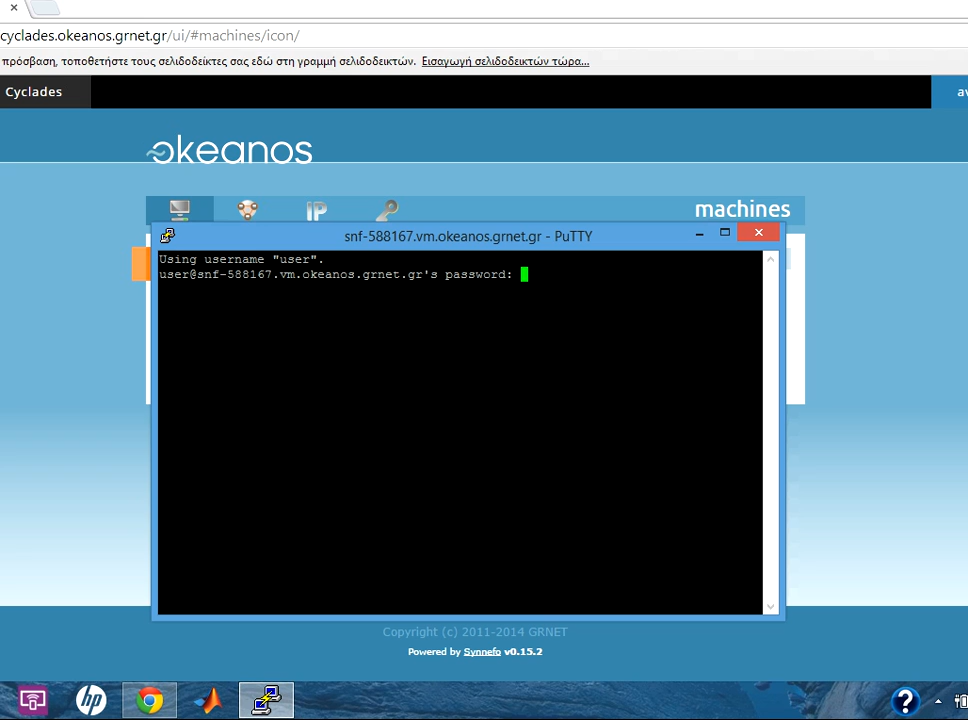 cyclades.okeanos.grnet.gr/ui/#machines/icon/
πρόσβαση, τοποθετήστε τους σελιδοδείκτες σας εδώ στη γραμμή σελιδοδεικτών. Εισαγωγή σελιδοδεικτών τώρα...
Cyclades
okeanos
IP
machines
snf-588167.vm.okeanos.grnet.gr - PuTTY
Using username "user".
user@snf-588167.vm.okeanos.grnet.gr's password:
Copyright (c) 2011-2014 GRNET
Powered by Synnefo v0.15.2
hp